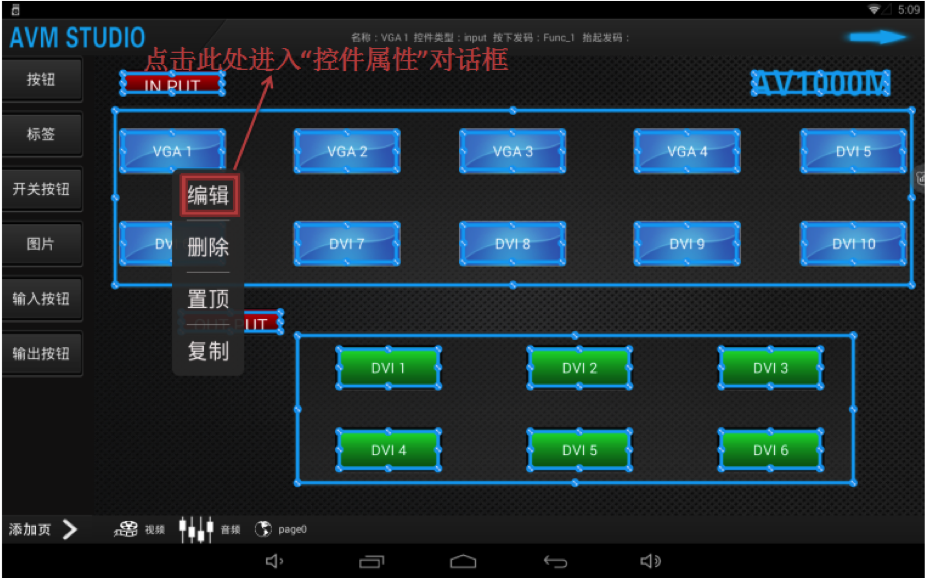 5:09
AVM STUDIO
名称：VGA 1 控件类型：input 按下发码：Func_1 抬起发码：
点击此处进入“控件属性”对话框
按钮
IN PUT
AV1000M
标签
VGA 1
VGA 2
VGA 3
VGA 4
DVI 5
开关按钮
编辑
图片
DV
DVI 7
DVI 8
DVI 9
DVI 10
删除
输入按钮
置顶
OUT PUT
输出按钮
复制
DVI 1
DVI 2
DVI 3
DVI 4
DVI 5
DVI 6
添加页
视频
音频
page0